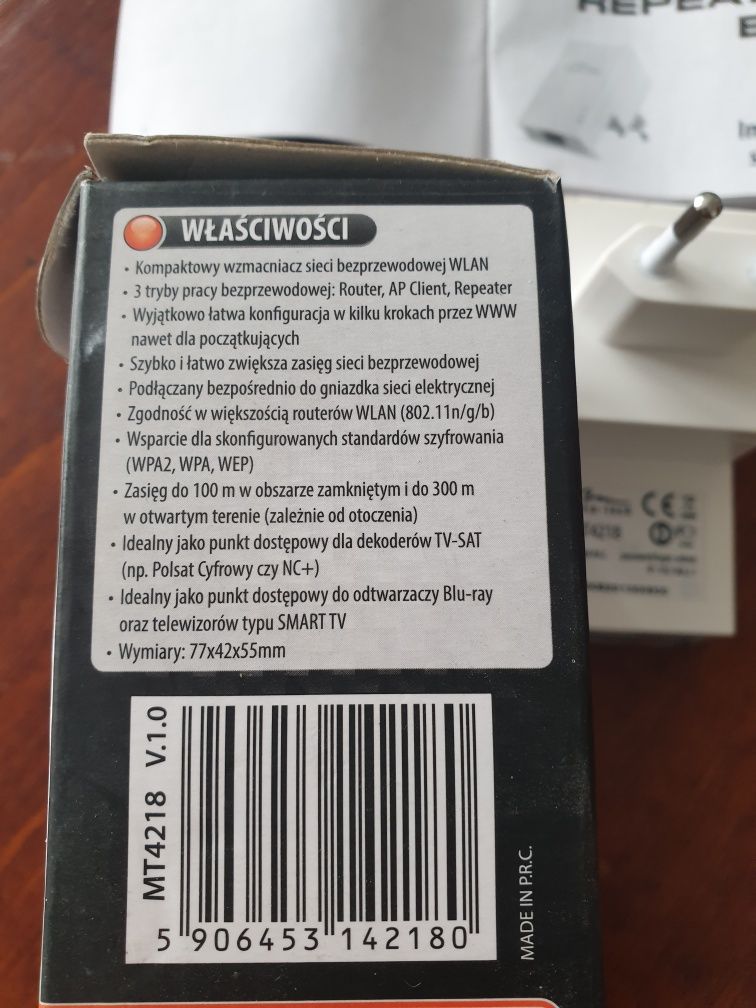 REPEAT
WŁAŚCIWOŚCI
• Kompaktowy wzmacniacz sieci bezprzewodowej WLAN
• 3 tryby pracy bezprzewodowej: Router, AP Client, Repeater
• Wyjątkowo łatwa konfiguracja w kilku krokach przez WWW
nawet dla początkujących
• Szybko i łatwo zwiększa zasięg sieci bezprzewodowej
• Podłączany bezpośrednio do gniazdka sieci elektrycznej
• Zgodność w większością routerów WLAN (802.11n/g/b)
• Wsparcie dla skonfigurowanych standardów szyfrowania
(WPA2, WPA, WEP)
• Zasięg do 100 m w obszarze zamkniętym i do 300 m
w otwartym terenie (zależnie od otoczenia)
• Idealny jako punkt dostępowy dla dekoderów TV-SAT
(np. Polsat Cyfrowy czy NC+)
• Idealny jako punkt dostępowy do odtwarzaczy Blu-ray
oraz telewizorów typu SMART TV
• Wymiary: 77x42x55mm
MT4218 V.1.0
5 906453 142180
MADE IN P.R.C.
CE
T4218